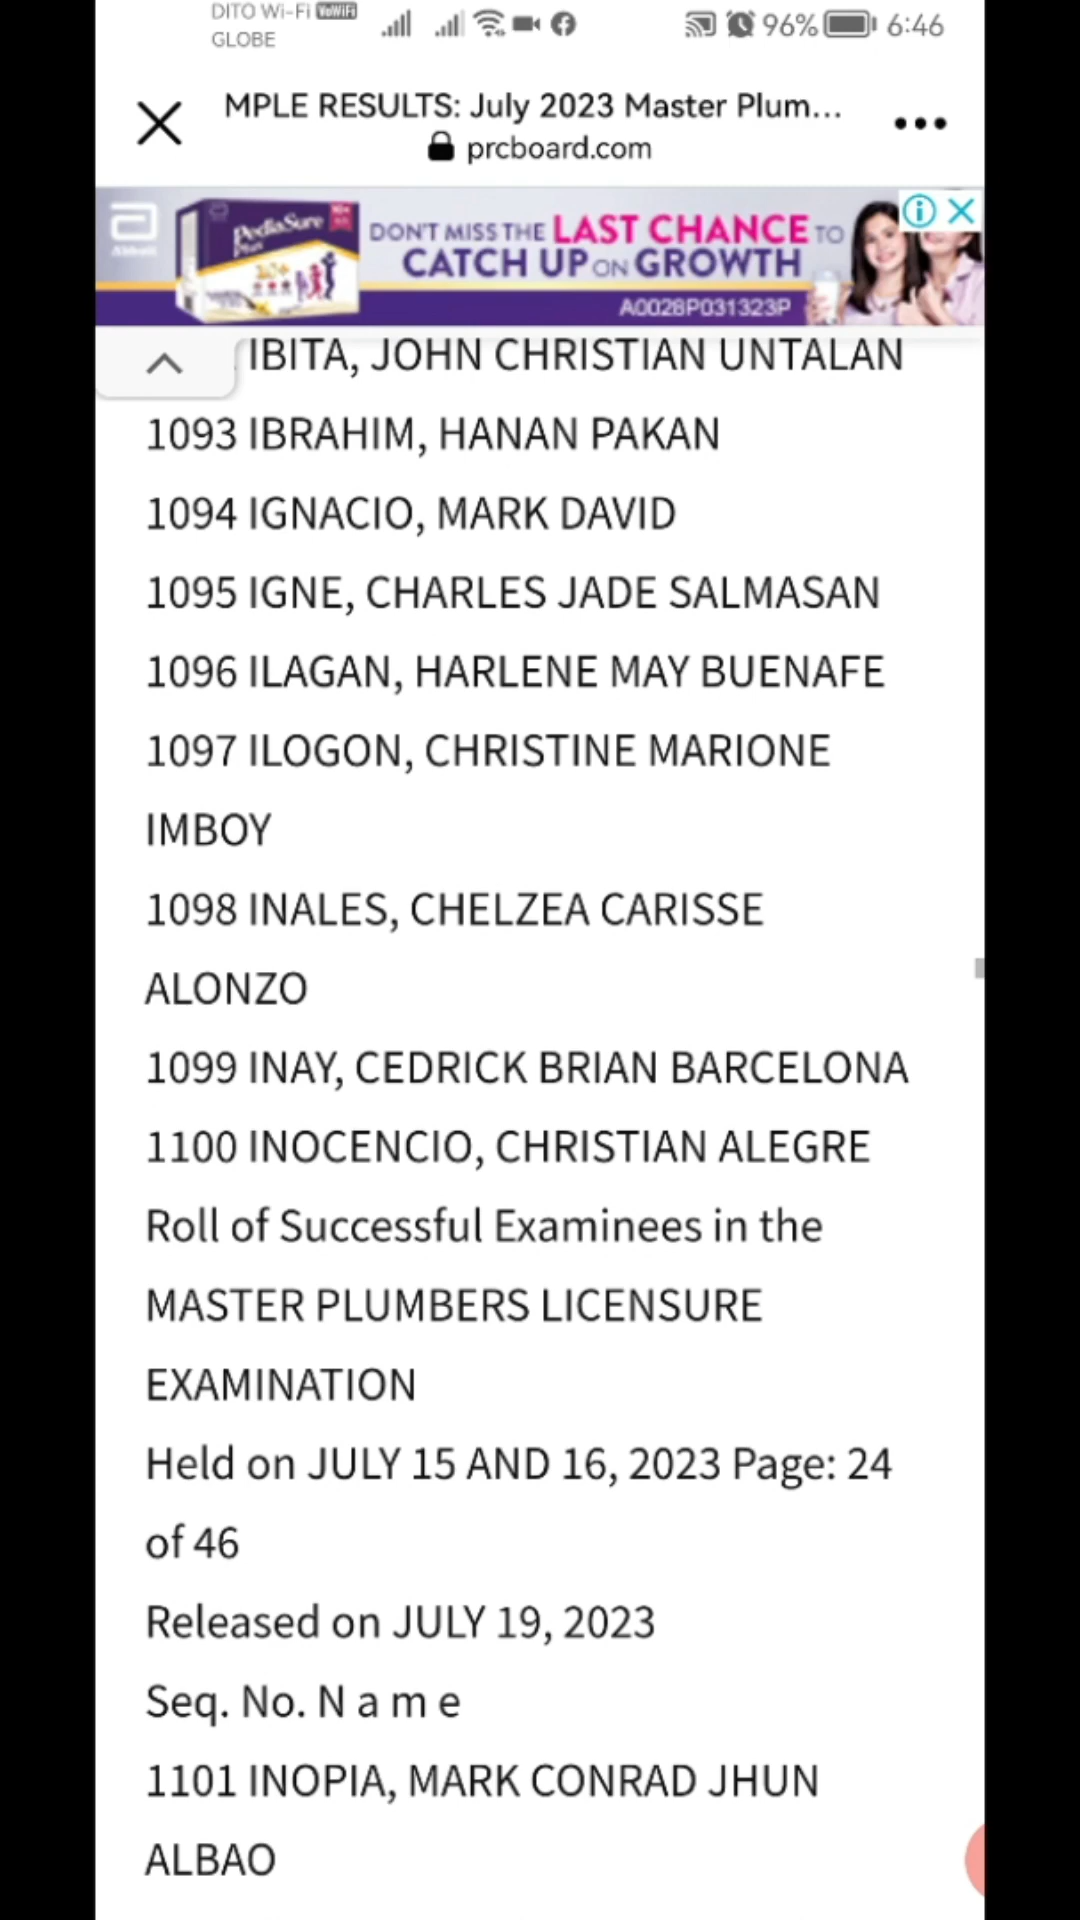 DITO Wi-Fi VoWiFi
GLOBE
96% 6:46
MPLE RESULTS: July 2023 Master Plum...
prcboard.com
Abbott
PediaSure
Plus
10+
DON'T MISS THE LAST CHANCE TO
CATCH UP ON GROWTH
A0028P031323P
IBITA, JOHN CHRISTIAN UNTALAN
1093 IBRAHIM, HANAN PAKAN
1094 IGNACIO, MARK DAVID
1095 IGNE, CHARLES JADE SALMASAN
1096 ILAGAN, HARLENE MAY BUENAFE
1097 ILOGON, CHRISTINE MARIONE
IMBOY
1098 INALES, CHELZEA CARISSE
ALONZO
1099 INAY, CEDRICK BRIAN BARCELONA
1100 INOCENCIO, CHRISTIAN ALEGRE
Roll of Successful Examinees in the
MASTER PLUMBERS LICENSURE
EXAMINATION
Held on JULY 15 AND 16, 2023 Page: 24
of 46
Released on JULY 19, 2023
Seq. No. N a m e
1101 INOPIA, MARK CONRAD JHUN
ALBAO